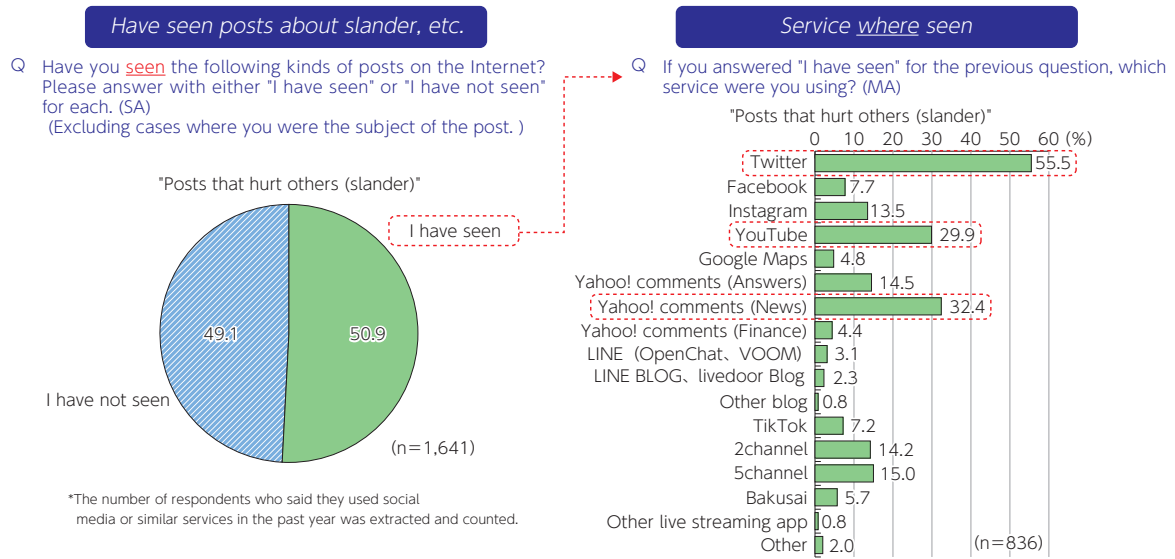 Have seen posts about slander, etc.
Q Have you seen the following kinds of posts on the Internet?
Please answer with either "I have seen" or "I have not seen"
for each. (SA)
(Excluding cases where you were the subject of the post. )
"Posts that hurt others (slander)"
I have seen
49.1
50.9
I have not seen
(n=1,641)
*The number of respondents who said they used social
media or similar services in the past year was extracted and counted.
Service where seen
Q If you answered "I have seen" for the previous question, which
service were you using? (MA)
"Posts that hurt others (slander)"
0 10 20 30 40 50 60 (%)
Twitter 55.5
Facebook 7.7
Instagram 13.5
YouTube 29.9
Google Maps 4.8
Yahoo! comments (Answers) 14.5
Yahoo! comments (News) 32.4
Yahoo! comments (Finance) 4.4
LINE (OpenChat、VOOM) 3.1
LINE BLOG、livedoor Blog 2.3
Other blog 0.8
TikTok 7.2
2channel 14.2
5channel 15.0
Bakusai 5.7
Other live streaming app 0.8
Other 2.0
(n=836)